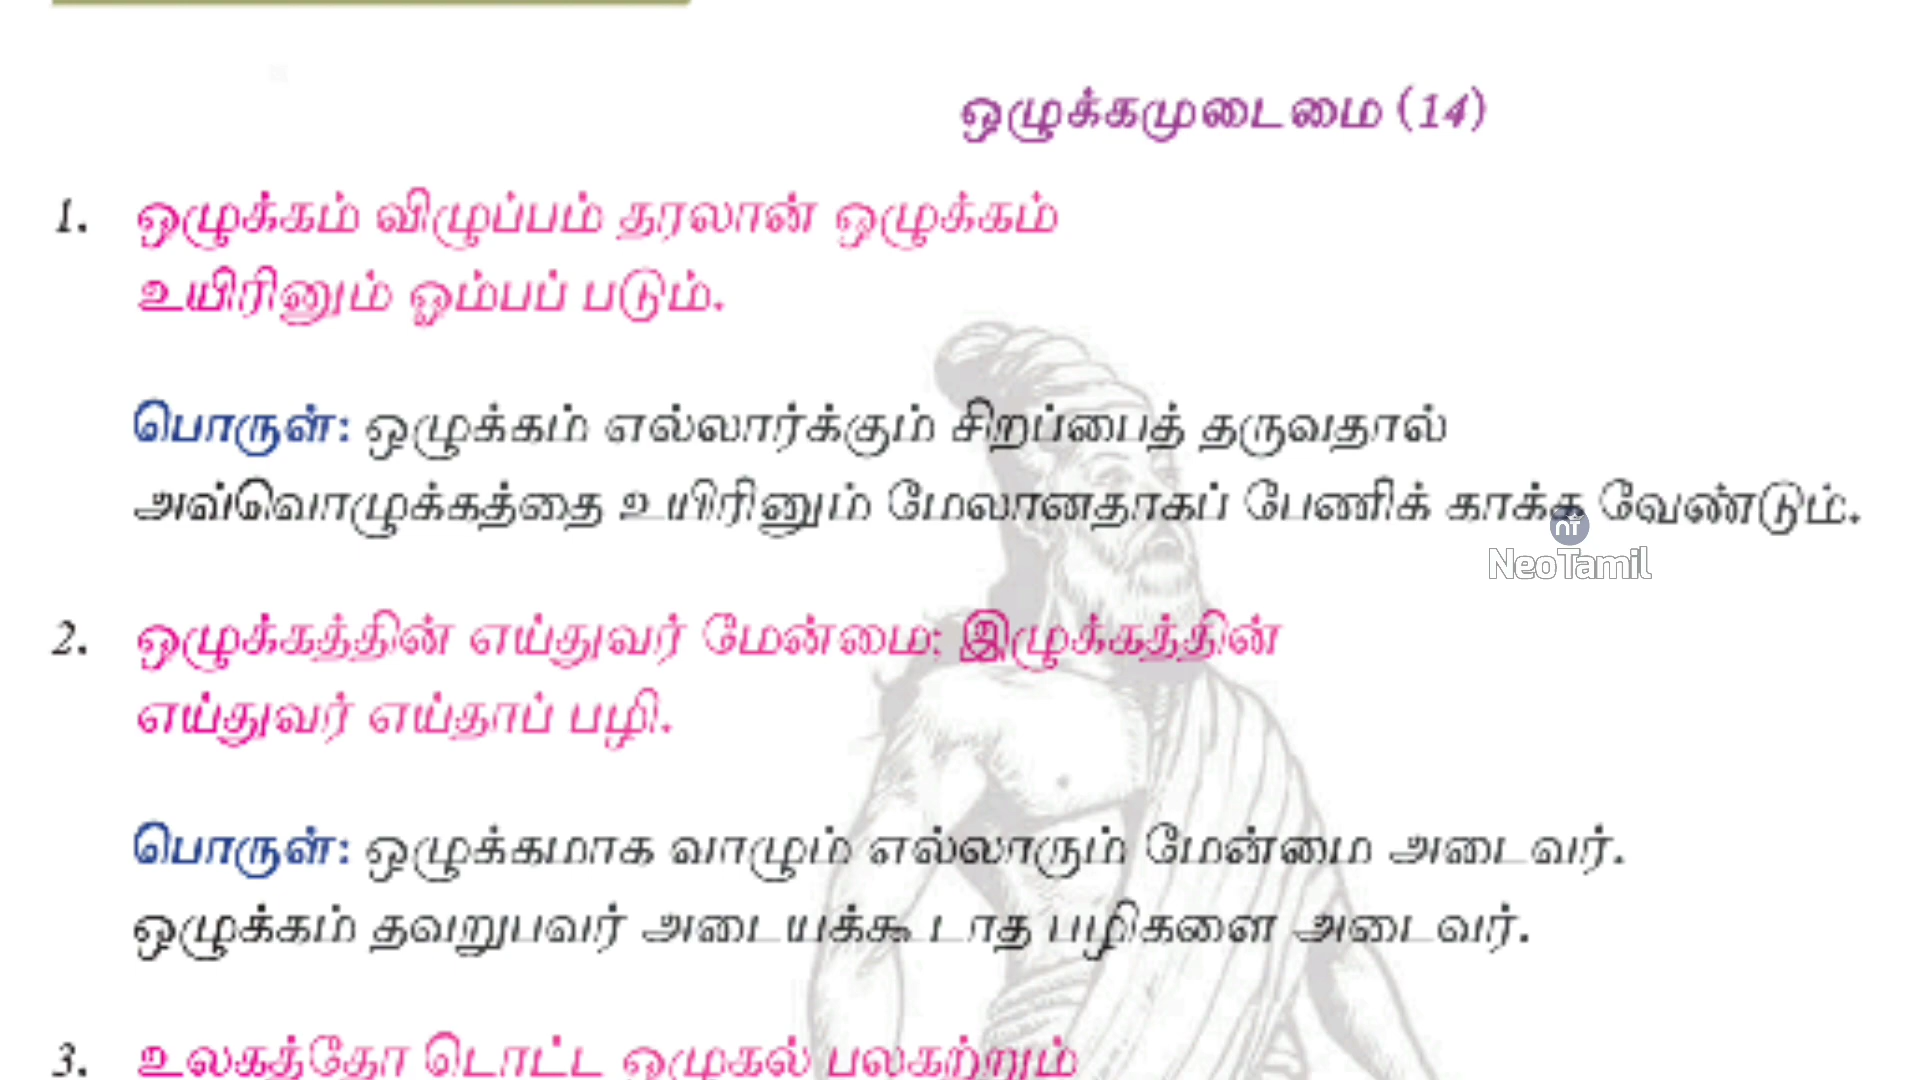 ஒழுக்கமுடைமை (14)
1. ஒழுக்கம் விழுப்பம் தரலான் ஒழுக்கம்
உயிரினும் ஓம்பப் படும்.
பொருள்: ஒழுக்கம் எல்லார்க்கும் சிறப்பைத் தருவதால்
அவ்வொழுக்கத்தை உயிரினும் மேலானதாகப் பேணிக் காக்க வேண்டும்.
NT
NeoTamil
2. ஒழுக்கத்தின் எய்துவர் மேன்மை; இழுக்கத்தின்
எய்துவர் எய்தாப் பழி.
பொருள்: ஒழுக்கமாக வாழும் எல்லாரும் மேன்மை அடைவர்.
ஒழுக்கம் தவறுபவர் அடையக்கூடாத பழிகளை அடைவர்.
3. உலகத்தோ டொட்ட ஒழுகல் பலகற்றும்